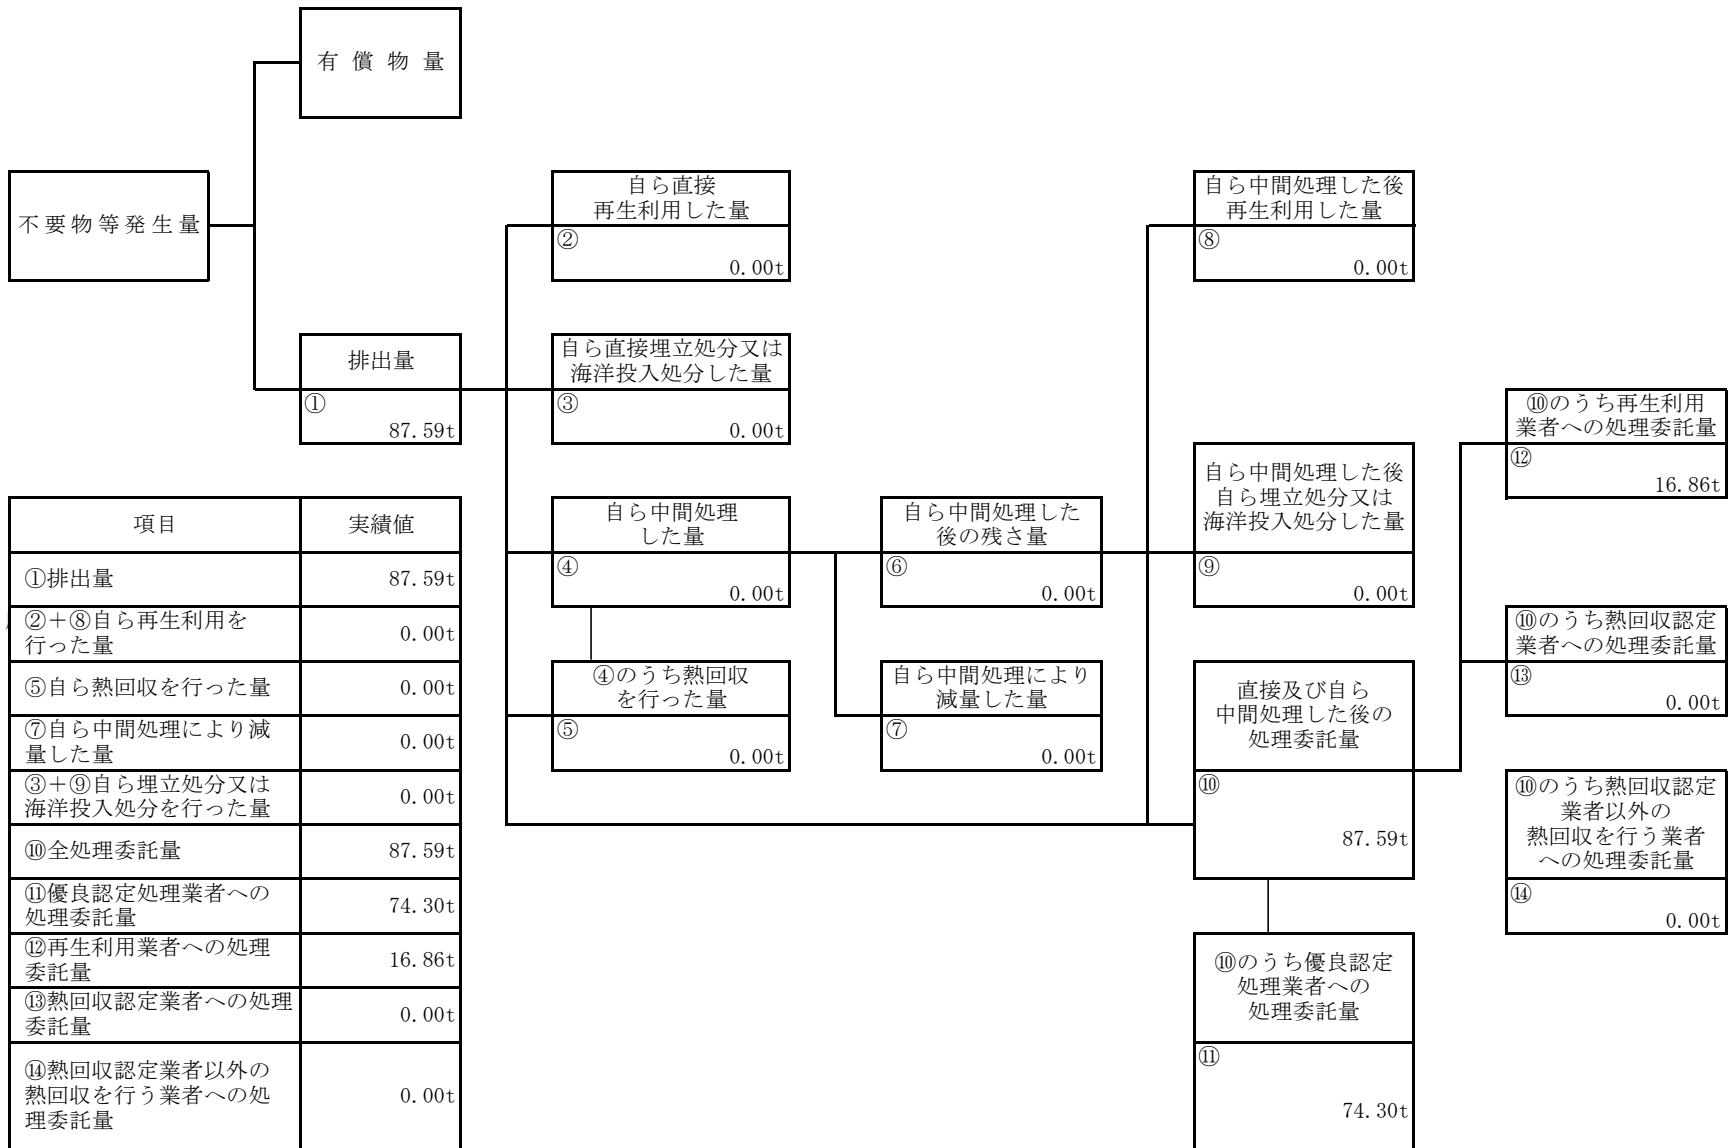 有償物量
不要物等発生量
自ら直接
再生利用した量
②
0.00t
自ら中間処理した後
再生利用した量
⑧
0.00t
排出量
①
87.59t
自ら直接埋立処分又は
海洋投入処分した量
③
0.00t
⑩のうち再生利用
業者への処理委託量
⑫
16.86t
自ら中間処理
した量
④
0.00t
自ら中間処理した
後の残さ量
⑥
0.00t
自ら中間処理した後
自ら埋立処分又は
海洋投入処分した量
⑨
0.00t
⑩のうち熱回収認定
業者への処理委託量
⑬
0.00t
④のうち熱回収
を行った量
⑤
0.00t
自ら中間処理により
減量した量
⑦
0.00t
直接及び自ら
中間処理した後の
処理委託量
⑩
87.59t
⑩のうち熱回収認定
業者以外の
熱回収を行う業者
への処理委託量
⑭
0.00t
⑩のうち優良認定
処理業者への
処理委託量
⑪
74.30t
項目 実績値
①排出量 87.59t
②+⑧自ら再生利用を
行った量 0.00t
⑤自ら熱回収を行った量 0.00t
⑦自ら中間処理により減
量した量 0.00t
③+⑨自ら埋立処分又は
海洋投入処分を行った量 0.00t
⑩全処理委託量 87.59t
⑪優良認定処理業者への
処理委託量 74.30t
⑫再生利用業者への処理
委託量 16.86t
⑬熱回収認定業者への処理
委託量 0.00t
⑭熱回収認定業者以外の
熱回収を行う業者への処
理委託量 0.00t